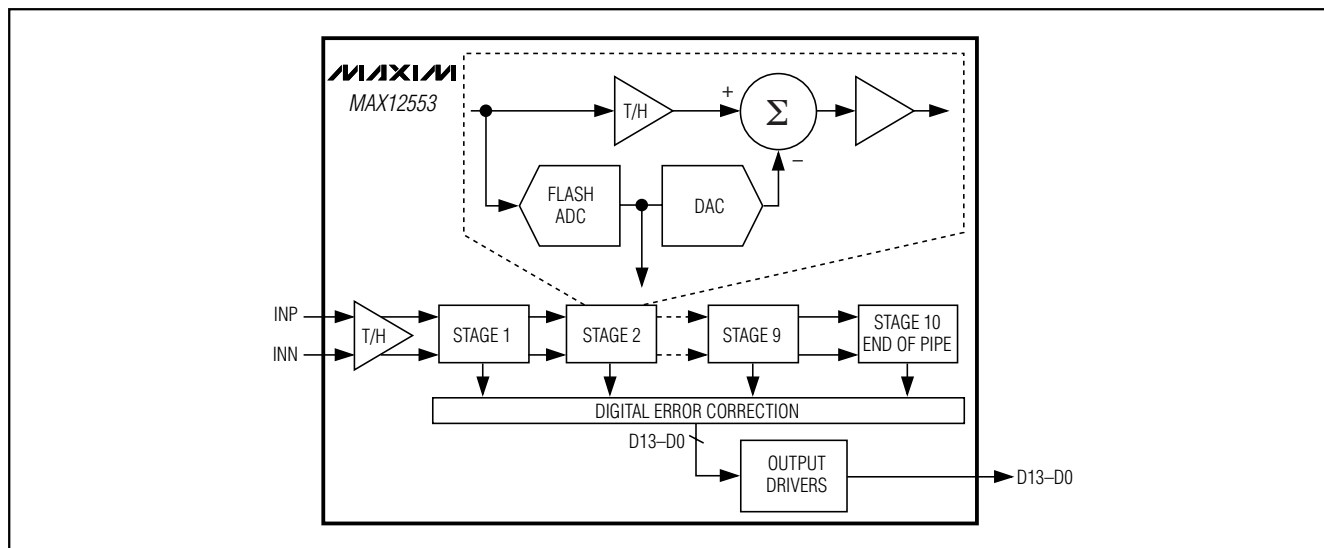 MAXIM
MAX12553
T/H
+
Σ
−
FLASH
ADC
DAC
INP
INN
T/H
STAGE 1
STAGE 2
STAGE 9
STAGE 10
END OF PIPE
DIGITAL ERROR CORRECTION
D13–D0
OUTPUT
DRIVERS
D13–D0